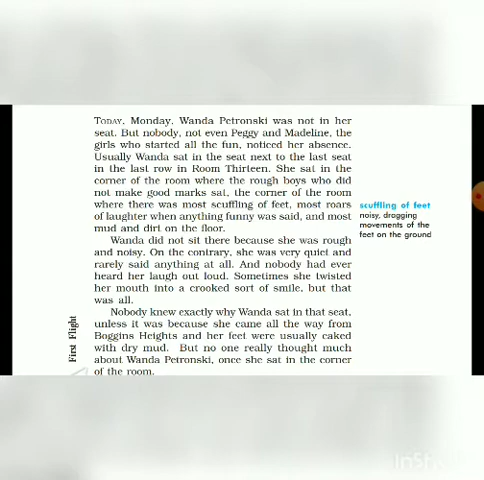 TODAY, Monday, Wanda Petronski was not in her
seat. But nobody, not even Peggy and Madeline, the
girls who started all the fun, noticed her absence.
Usually Wanda sat in the seat next to the last seat
in the last row in Room Thirteen. She sat in the
corner of the room where the rough boys who did
not make good marks sat, the corner of the room
where there was most scuffling of feet, most roars
of laughter when anything funny was said, and most
mud and dirt on the floor.
scuffling of feet
noisy, dragging
movements of the
feet on the ground
Wanda did not sit there because she was rough
and noisy. On the contrary, she was very quiet and
rarely said anything at all. And nobody had ever
heard her laugh out loud. Sometimes she twisted
her mouth into a crooked sort of smile, but that
was all.
Nobody knew exactly why Wanda sat in that seat,
unless it was because she came all the way from
Boggins Heights and her feet were usually caked
with dry mud. But no one really thought much
about Wanda Petronski, once she sat in the corner
of the room.
First Flight